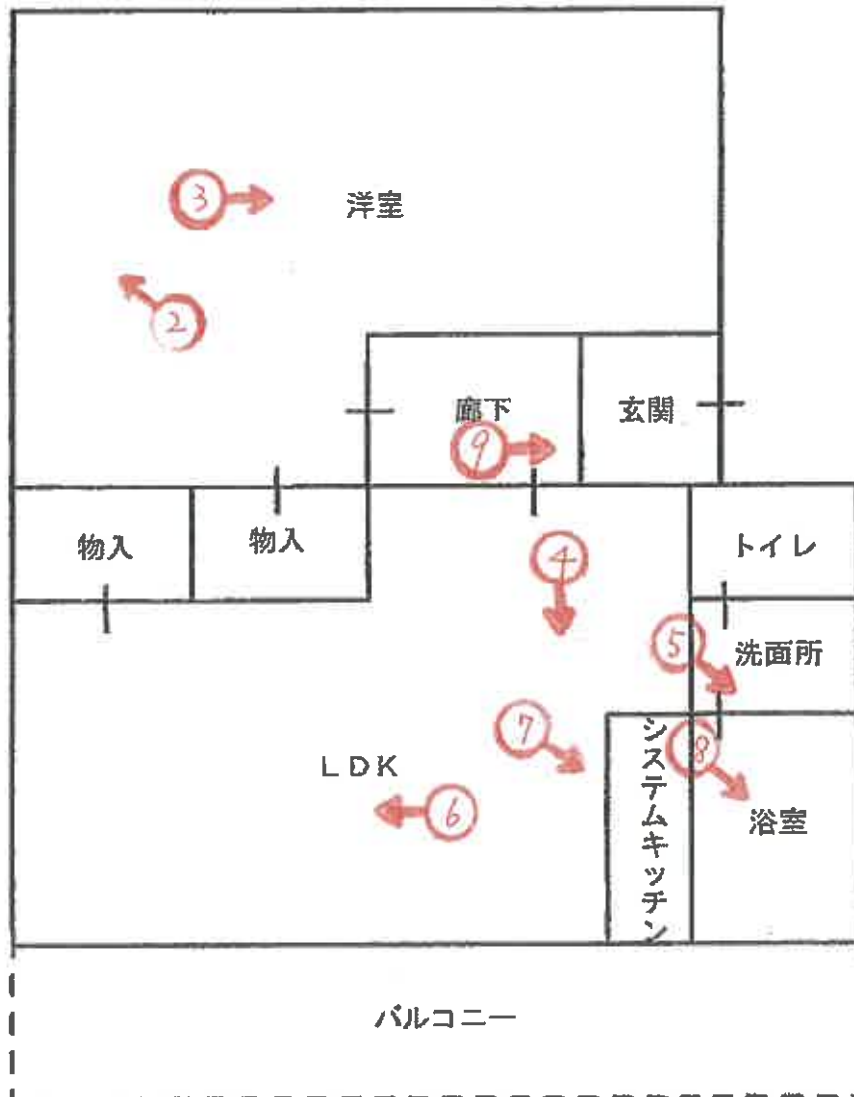 ③
洋室
②
廊下
玄関
⑨
物入
物入
④
トイレ
⑤
洗面所
⑦
システムキッチン
⑧
LDK
⑥
浴室
バルコニー